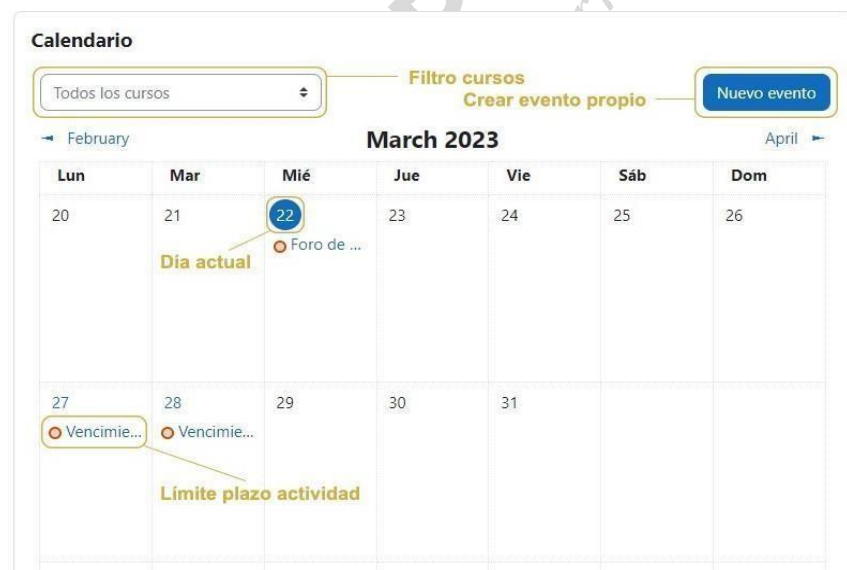 Calendario
Todos los cursos
Filtro cursos
Crear evento propio
Nuevo evento
February
March 2023
April
Lun Mar Mié Jue Vie Sáb Dom
20 21 22 23 24 25 26
Foro de ...
Día actual
27 28 29 30 31
Vencimie... Vencimie...
Límite plazo actividad